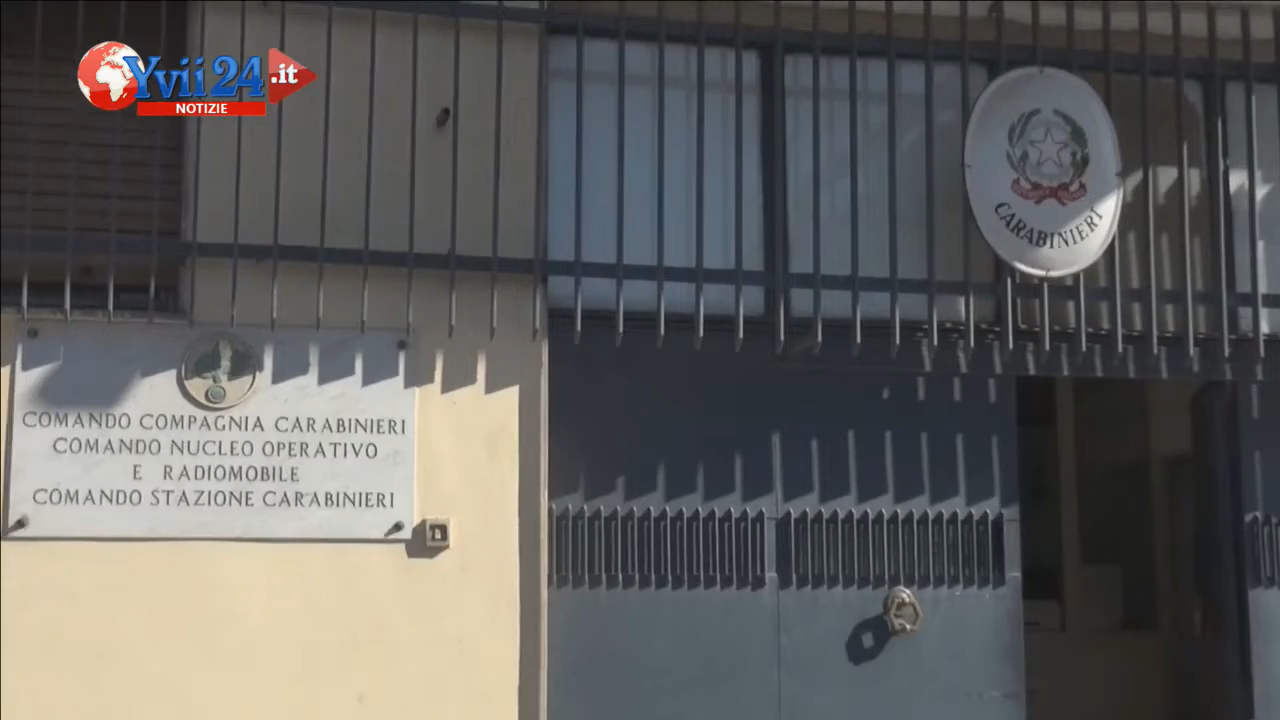 Yvii24.it
NOTIZIE
CARABINIERI
COMANDO COMPAGNIA CARABINIERI
COMANDO NUCLEO OPERATIVO
E RADIOMOBILE
COMANDO STAZIONE CARABINIERI